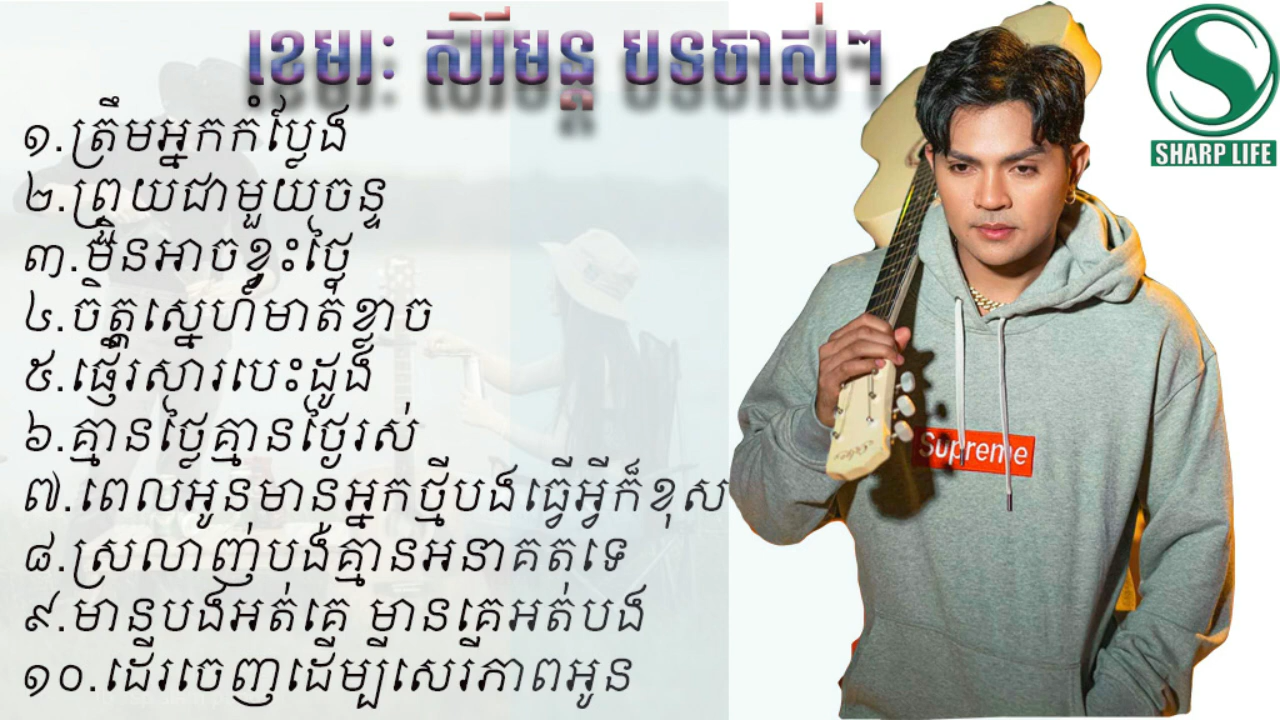 ខេមរៈ សិរីមន្ត បទចាស់ៗ
SHARP LIFE
១.ត្រឹមអ្នកកំប្លែង
២.ព្រួយជាមួយចន្ទ
៣.មិនអាចខ្វះថ្លៃ
៤.ចិត្តស្នេហ៍មាត់ខ្លាច
៥.ផ្ញើរស្មារបេះដូង
៦.គ្មានថ្លៃគ្មានថ្ងៃរស់
៧.ពេលអូនមានអ្នកថ្មីបងធ្វើអ្វីក៏ខុស
៨.ស្រលាញ់បងគ្មានអនាគតទេ
៩.មានបងអត់គេ មានគេអត់បង
១០.ដើរចេញដើម្បីសេរីភាពអូន
Supreme